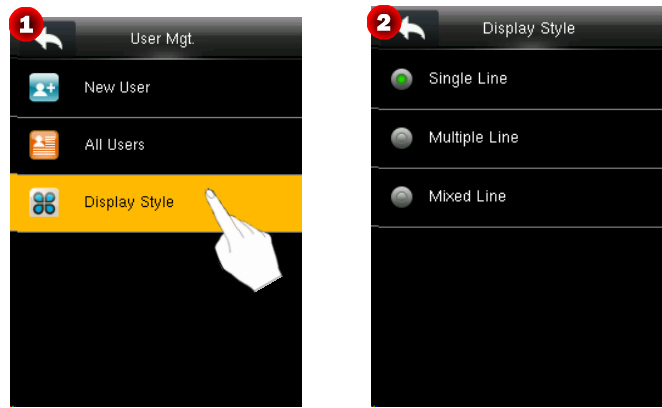 1
User Mgt.
New User
All Users
Display Style
2
Display Style
Single Line
Multiple Line
Mixed Line